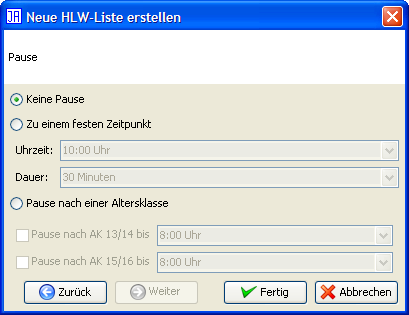 JA Neue HLW-Liste erstellen
Pause
Keine Pause
Zu einem festen Zeitpunkt
Uhrzeit: 10:00 Uhr
Dauer: 30 Minuten
Pause nach einer Altersklasse
Pause nach AK 13/14 bis 8:00 Uhr
Pause nach AK 15/16 bis 8:00 Uhr
Zurück Weiter Fertig Abbrechen